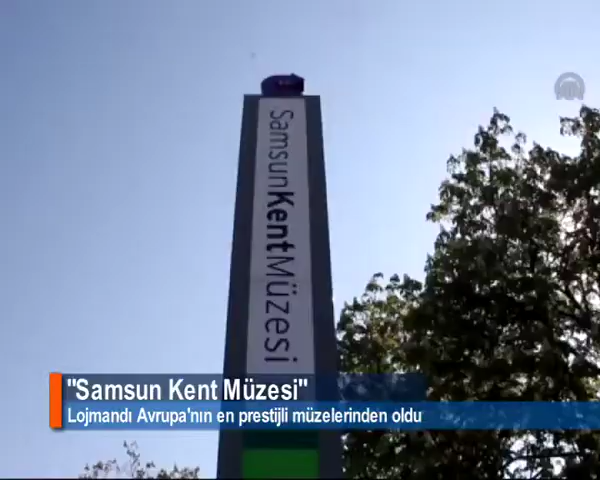 SamsunKentMüzesi
"Samsun Kent Müzesi"
Lojmandı Avrupa'nın en prestijli müzelerinden oldu